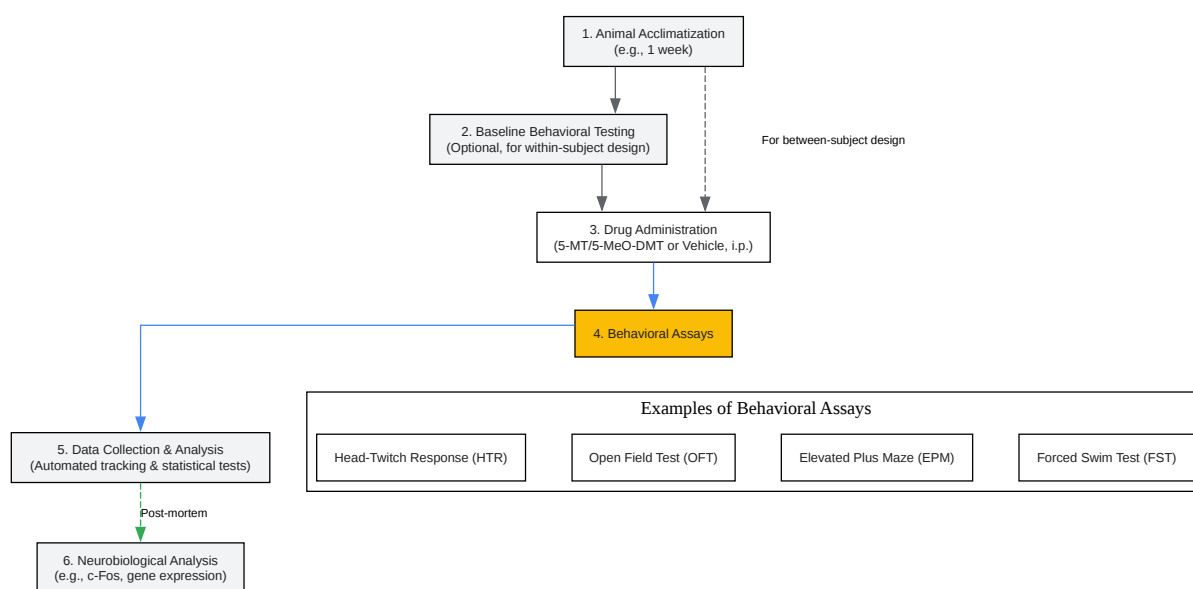 1. Animal Acclimatization
(e.g., 1 week)
2. Baseline Behavioral Testing
(Optional, for within-subject design)
For between-subject design
3. Drug Administration
(5-MT/5-MeO-DMT or Vehicle, i.p.)
4. Behavioral Assays
Examples of Behavioral Assays
Head-Twitch Response (HTR)
Open Field Test (OFT)
Elevated Plus Maze (EPM)
Forced Swim Test (FST)
5. Data Collection & Analysis
(Automated tracking & statistical tests)
Post-mortem
6. Neurobiological Analysis
(e.g., c-Fos, gene expression)